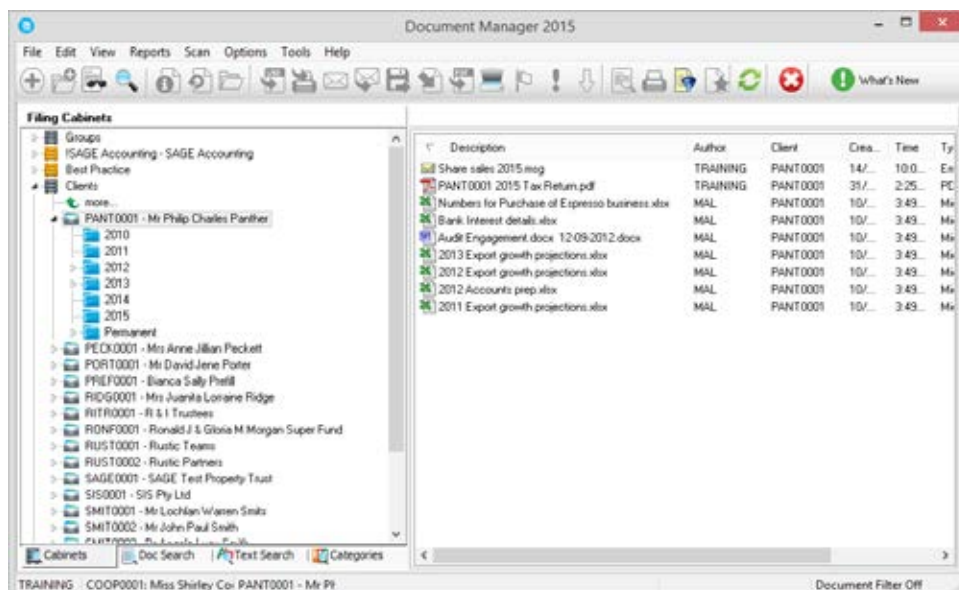 Document Manager 2015
File Edit View Reports Scan Options Tools Help
What's New
Filing Cabinets
Groups
!SAGE Accounting - SAGE Accounting
Best Practice
Clients
more...
PANT0001 - Mr Philip Charles Panther
2010
2011
2012
2013
2014
2015
Permanent
PECK0001 - Mrs Anne Jillian Peckett
PORT0001 - Mr David Jene Porter
PREF0001 - Bianca Sally Prefill
RIDG0001 - Mrs Juanita Lorraine Ridge
RITR0001 - R & I Trustees
RONF0001 - Ronald J & Gloria M Morgan Super Fund
RUST0001 - Rustic Teams
RUST0002 - Rustic Partners
SAGE0001 - SAGE Test Property Trust
SIS0001 - SIS Pty Ltd
SMIT0001 - Mr Lochlan Warren Smits
SMIT0002 - Mr John Paul Smith
Cabinets Doc Search Text Search Categories
Description Author Client Crea... Time Ty
Share sales 2015.msg TRAINING PANT0001 14/... 10:0... Em
PANT0001 2015 Tax Return.pdf TRAINING PANT0001 31/... 2:25... PD
Numbers for Purchase of Espresso business.xlsx MAL PANT0001 10/... 3:49... Mi
Bank Interest details.xlsx MAL PANT0001 10/... 3:49... Mi
Audit Engagement.docx 12-09-2012.docx MAL PANT0001 10/... 3:49... Mi
2013 Export growth projections.xlsx MAL PANT0001 10/... 3:49... Mi
2012 Export growth projections.xlsx MAL PANT0001 10/... 3:49... Mi
2012 Accounts prep.xlsx MAL PANT0001 10/... 3:49... Mi
2011 Export growth projections.xlsx MAL PANT0001 10/... 3:49... Mi
TRAINING COOP0001: Miss Shirley Co PANT0001 - Mr Pl Document Filter Off